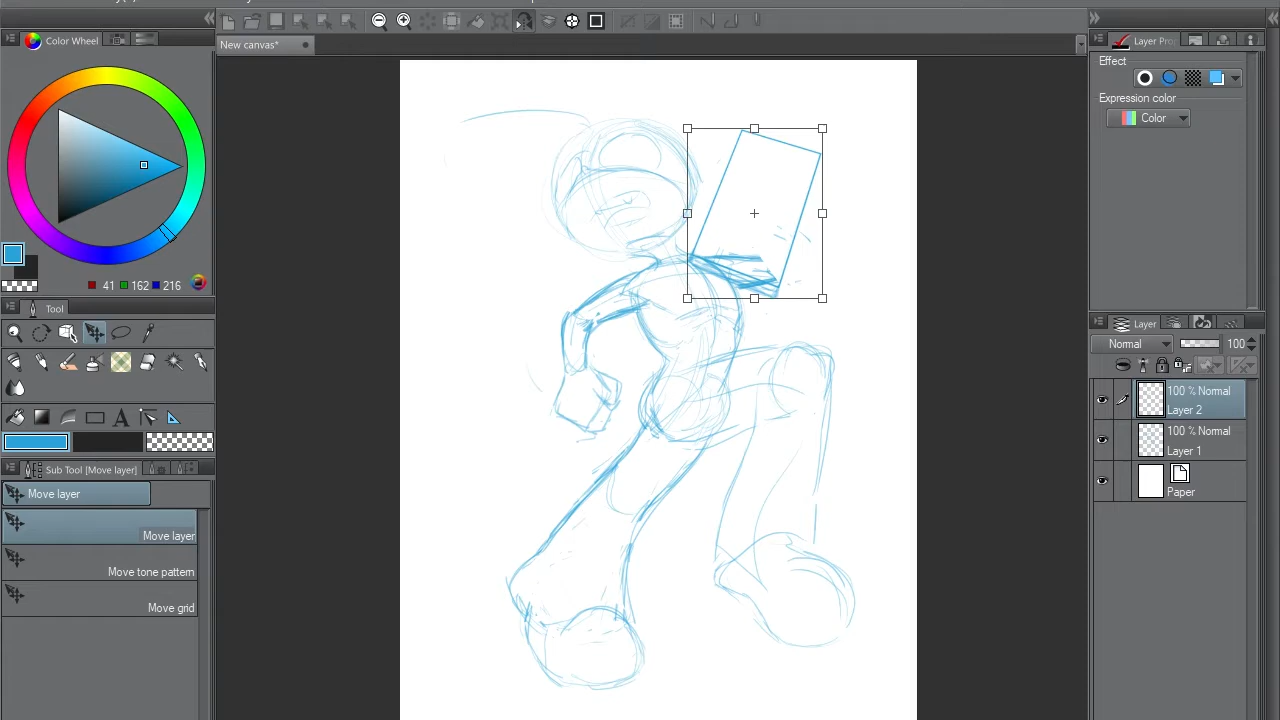 New canvas*
Color Wheel
41
162
216
Tool
A
Sub Tool [Move layer]
Move layer
Move layer
Move tone pattern
Move grid
Layer Pro
Effect
Expression color
Color
Layer
Normal
100
100 % Normal
Layer 2
100 % Normal
Layer 1
Paper